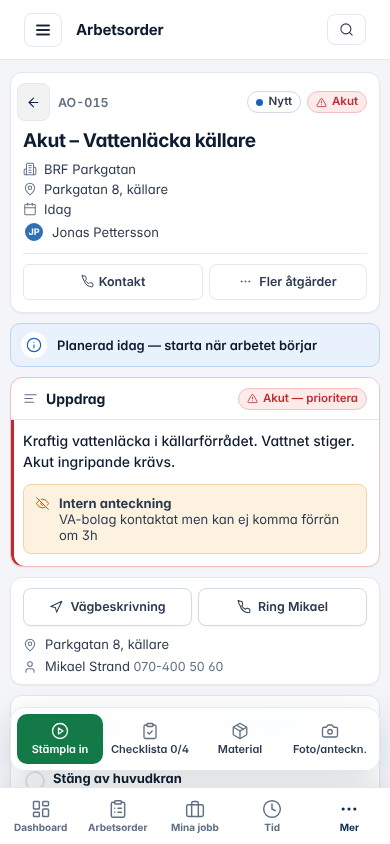 Arbetsorder
AO-015
Nytt
Akut
Akut – Vattenläcka källare
BRF Parkgatan
Parkgatan 8, källare
Idag
JP
Jonas Pettersson
Kontakt
Fler åtgärder
Planerad idag — starta när arbetet börjar
Uppdrag
Akut — prioritera
Kraftig vattenläcka i källarförrådet. Vattnet stiger.
Akut ingripande krävs.
Intern anteckning
VA-bolag kontaktat men kan ej komma förrän
om 3h
Vägbeskrivning
Ring Mikael
Parkgatan 8, källare
Mikael Strand 070-400 50 60
Stämpla in
Checklista 0/4
Material
Foto/anteckn.
Stäng av huvudkran
Dashboard
Arbetsorder
Mina jobb
Tid
Mer